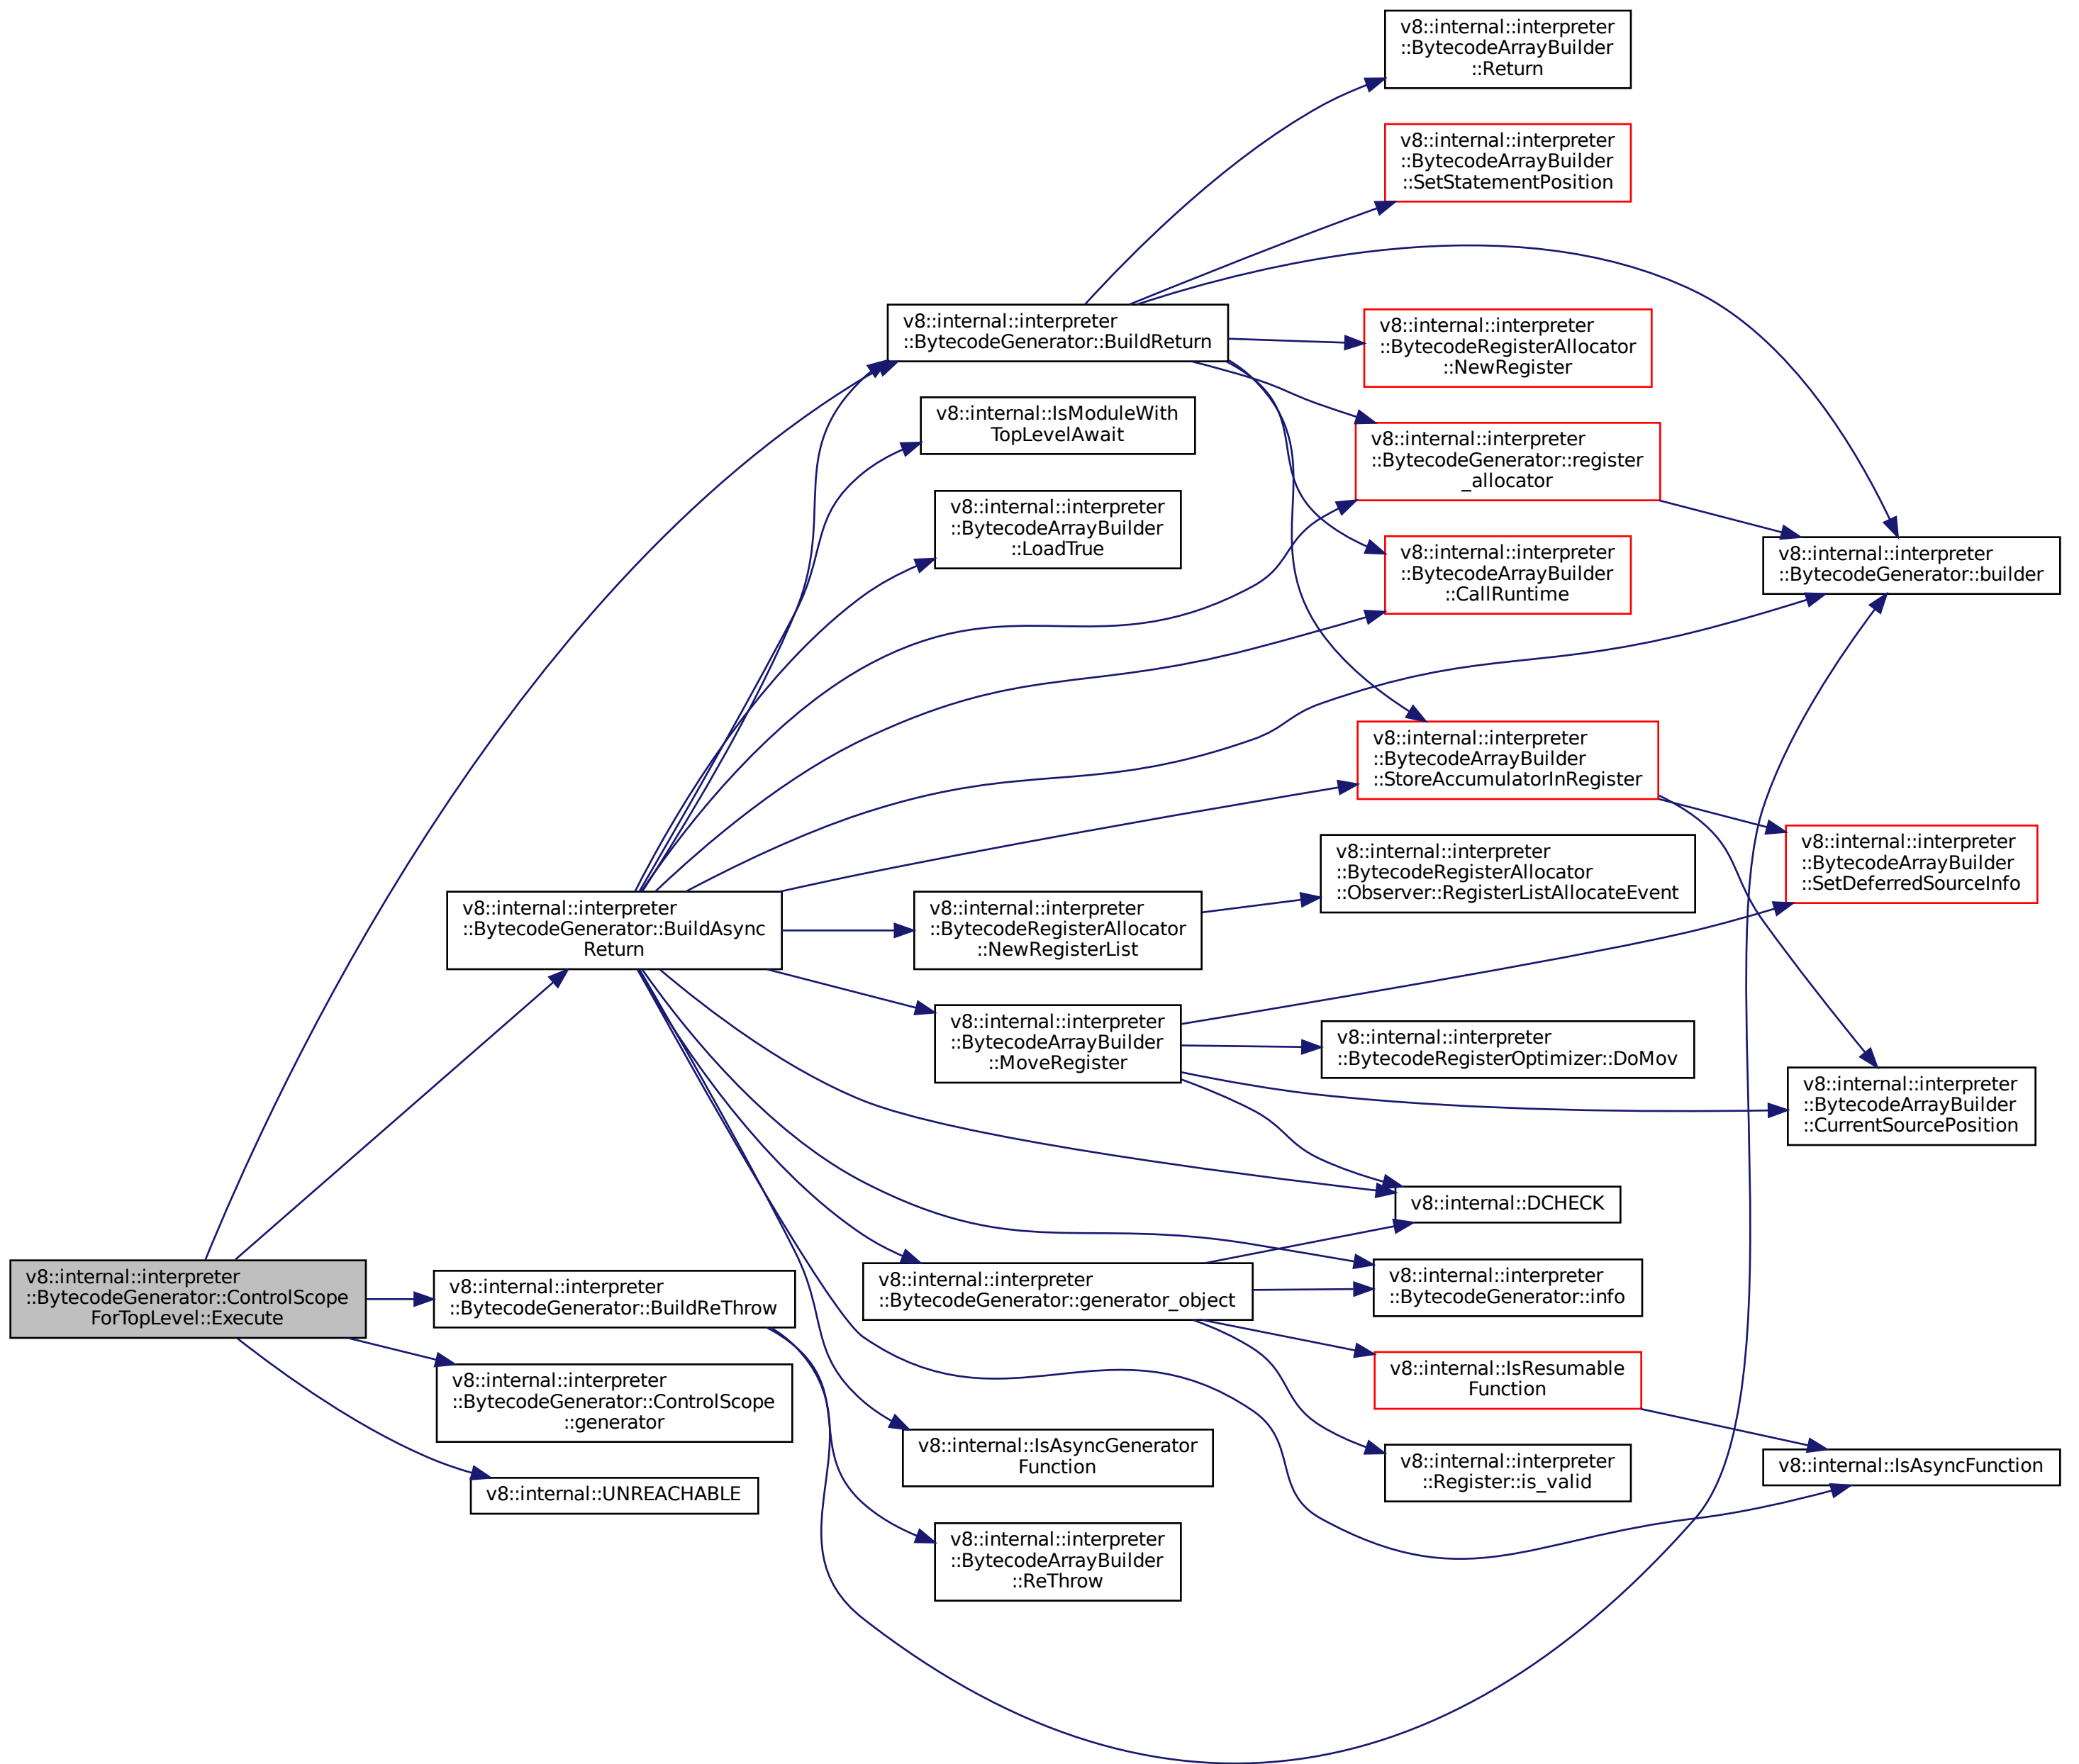 v8::internal::interpreter
::BytecodeArrayBuilder
::Return
v8::internal::interpreter
::BytecodeArrayBuilder
::SetStatementPosition
v8::internal::interpreter
::BytecodeGenerator::BuildReturn
v8::internal::interpreter
::BytecodeRegisterAllocator
::NewRegister
v8::internal::IsModuleWith
TopLevelAwait
v8::internal::interpreter
::BytecodeGenerator::register
_allocator
v8::internal::interpreter
::BytecodeArrayBuilder
::LoadTrue
v8::internal::interpreter
::BytecodeArrayBuilder
::CallRuntime
v8::internal::interpreter
::BytecodeGenerator::builder
v8::internal::interpreter
::BytecodeArrayBuilder
::StoreAccumulatorInRegister
v8::internal::interpreter
::BytecodeArrayBuilder
::SetDeferredSourceInfo
v8::internal::interpreter
::BytecodeRegisterAllocator
::Observer::RegisterListAllocateEvent
v8::internal::interpreter
::BytecodeGenerator::BuildAsync
Return
v8::internal::interpreter
::BytecodeRegisterAllocator
::NewRegisterList
v8::internal::interpreter
::BytecodeArrayBuilder
::MoveRegister
v8::internal::interpreter
::BytecodeRegisterOptimizer::DoMov
v8::internal::interpreter
::BytecodeArrayBuilder
::CurrentSourcePosition
v8::internal::DCHECK
v8::internal::interpreter
::BytecodeGenerator::ControlScope
ForTopLevel::Execute
v8::internal::interpreter
::BytecodeGenerator::BuildReThrow
v8::internal::interpreter
::BytecodeGenerator::generator_object
v8::internal::interpreter
::BytecodeGenerator::info
v8::internal::IsResumable
Function
v8::internal::interpreter
::BytecodeGenerator::ControlScope
::generator
v8::internal::IsAsyncGenerator
Function
v8::internal::interpreter
::Register::is_valid
v8::internal::IsAsyncFunction
v8::internal::UNREACHABLE
v8::internal::interpreter
::BytecodeArrayBuilder
::ReThrow